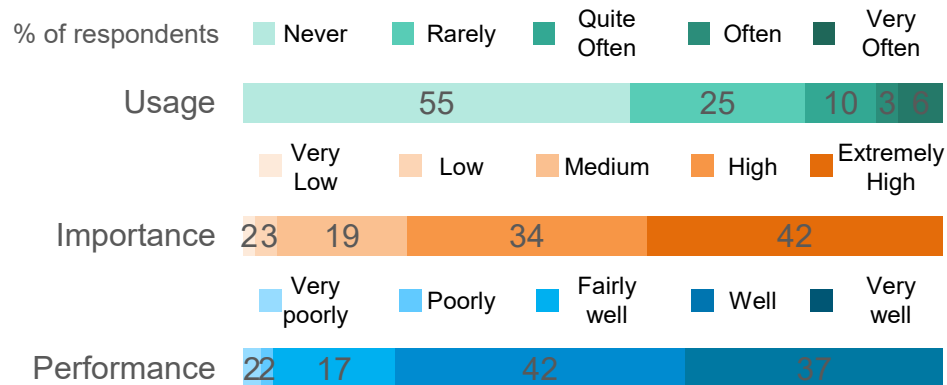 % of respondents Never Rarely Quite Often Often Very Often
Usage 55 25 10 3 6
Very Low Low Medium High Extremely High
Importance 2 3 19 34 42
Very poorly Poorly Fairly well Well Very well
Performance 2 2 17 42 37